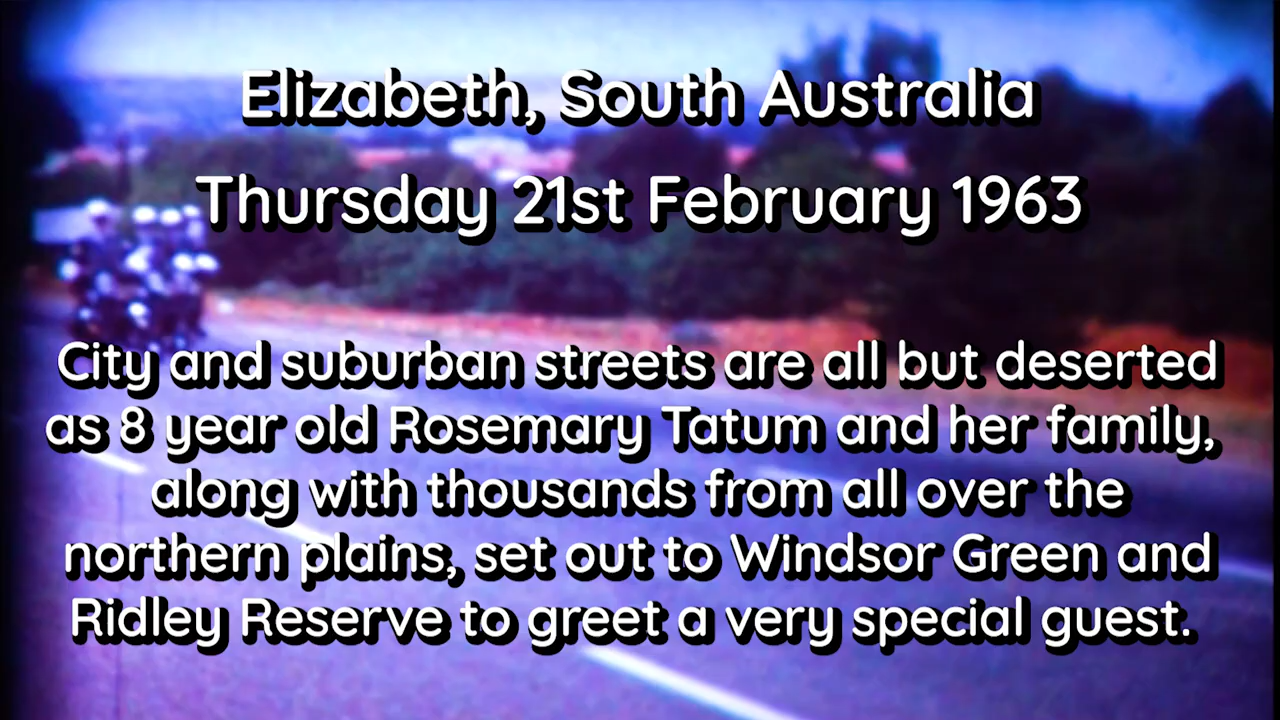 Elizabeth, South Australia
Thursday 21st February 1963
City and suburban streets are all but deserted
as 8 year old Rosemary Tatum and her family,
along with thousands from all over the
northern plains, set out to Windsor Green and
Ridley Reserve to greet a very special guest.